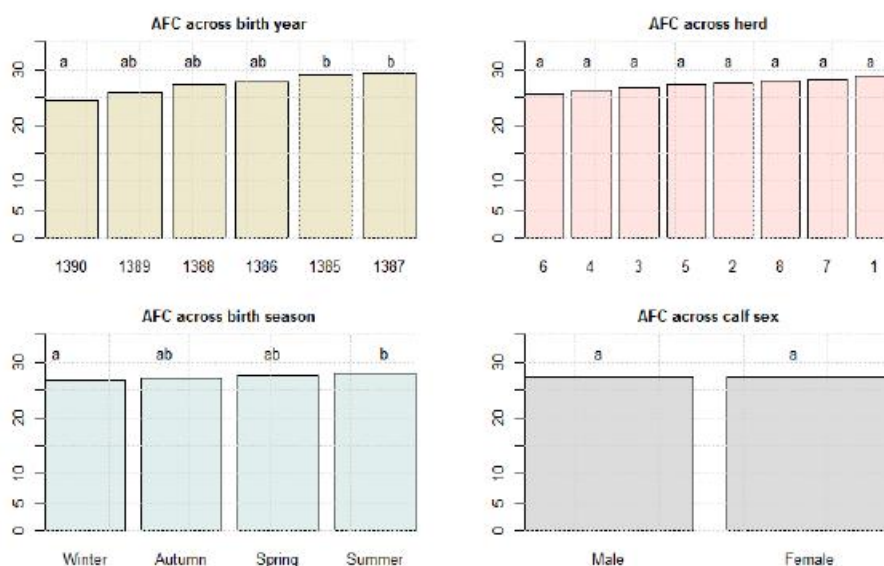 AFC across birth year
a ab ab ab b b
30
20
10
5
0
1390 1389 1388 1386 1385 1387
AFC across herd
a a a a a a a a
30
20
10
5
0
6 4 3 5 2 8 7 1
AFC across birth season
a ab ab b
30
20
10
5
0
Winter Autumn Spring Summer
AFC across calf sex
a a
30
20
10
5
0
Male Female